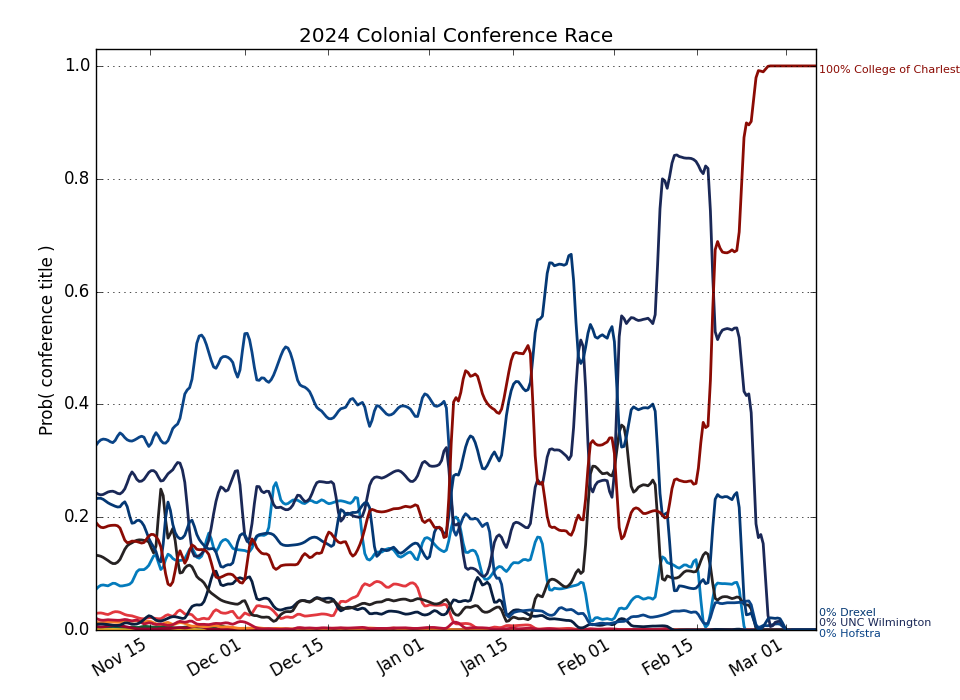 2024 Colonial Conference Race
Prob( conference title )
1.0
0.8
0.6
0.4
0.2
0.0
100% College of Charlest
0% Drexel
0% UNC Wilmington
0% Hofstra
Nov 15
Dec 01
Dec 15
Jan 01
Jan 15
Feb 01
Feb 15
Mar 01